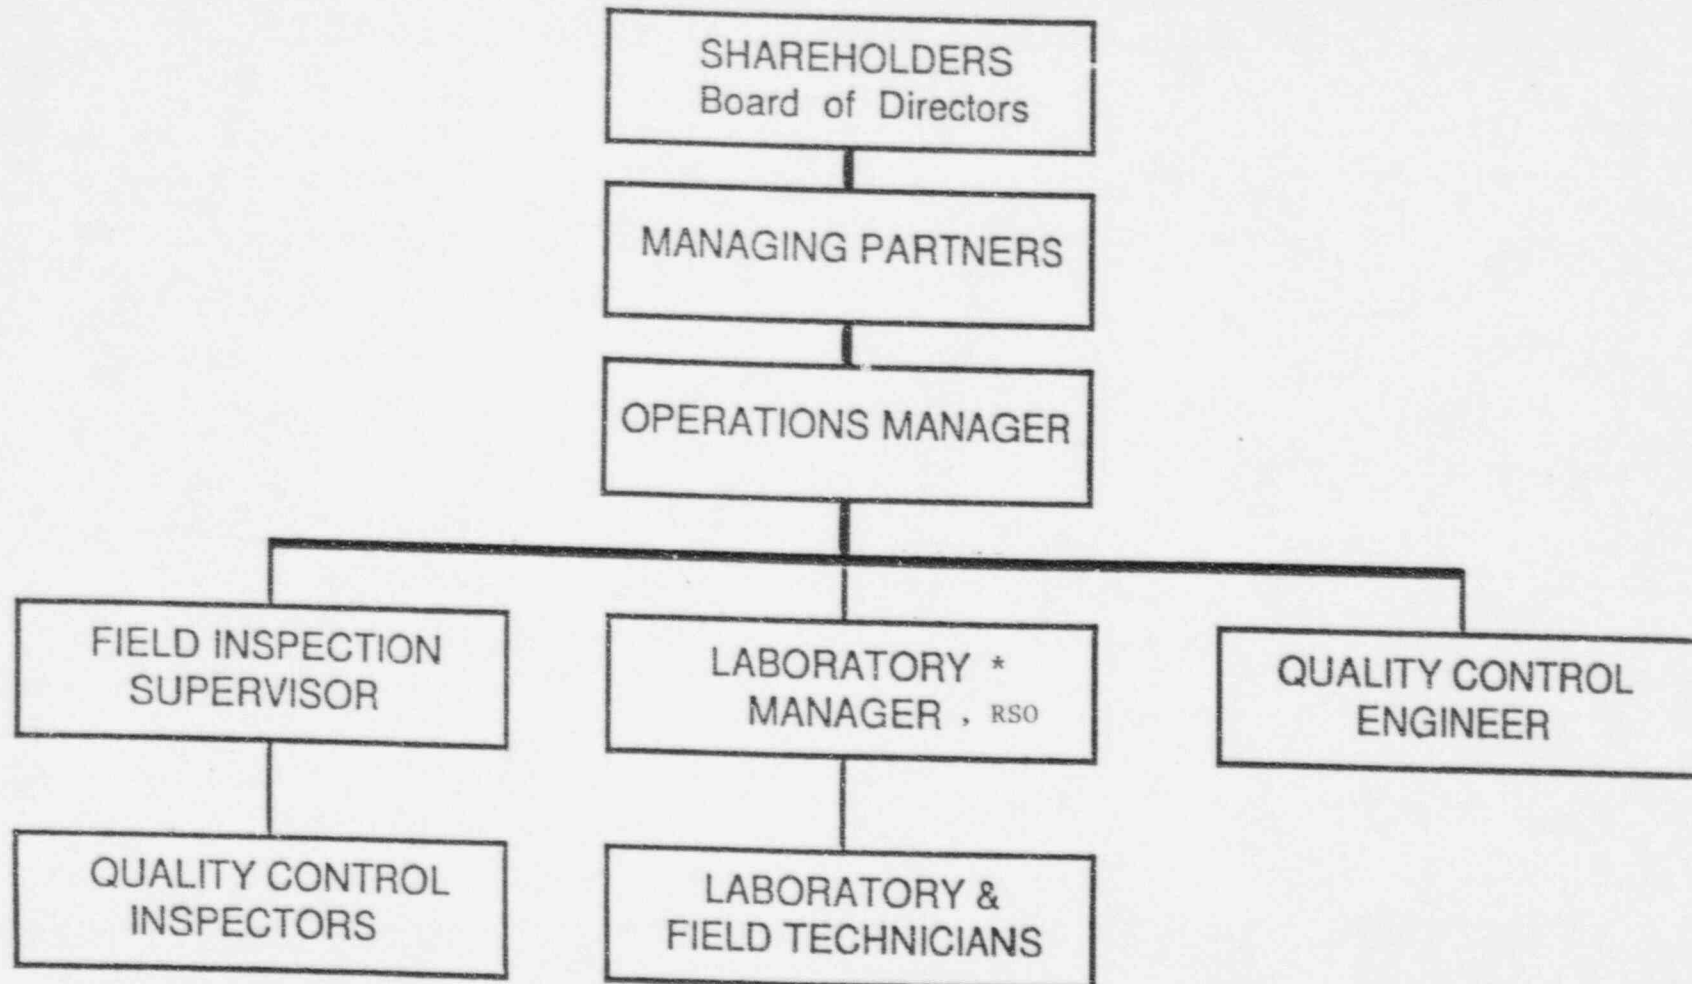 SHAREHOLDERS
Board of Directors
MANAGING PARTNERS
OPERATIONS MANAGER
FIELD INSPECTION
SUPERVISOR
LABORATORY *
MANAGER , RSO
QUALITY CONTROL
ENGINEER
QUALITY CONTROL
INSPECTORS
LABORATORY &
FIELD TECHNICIANS